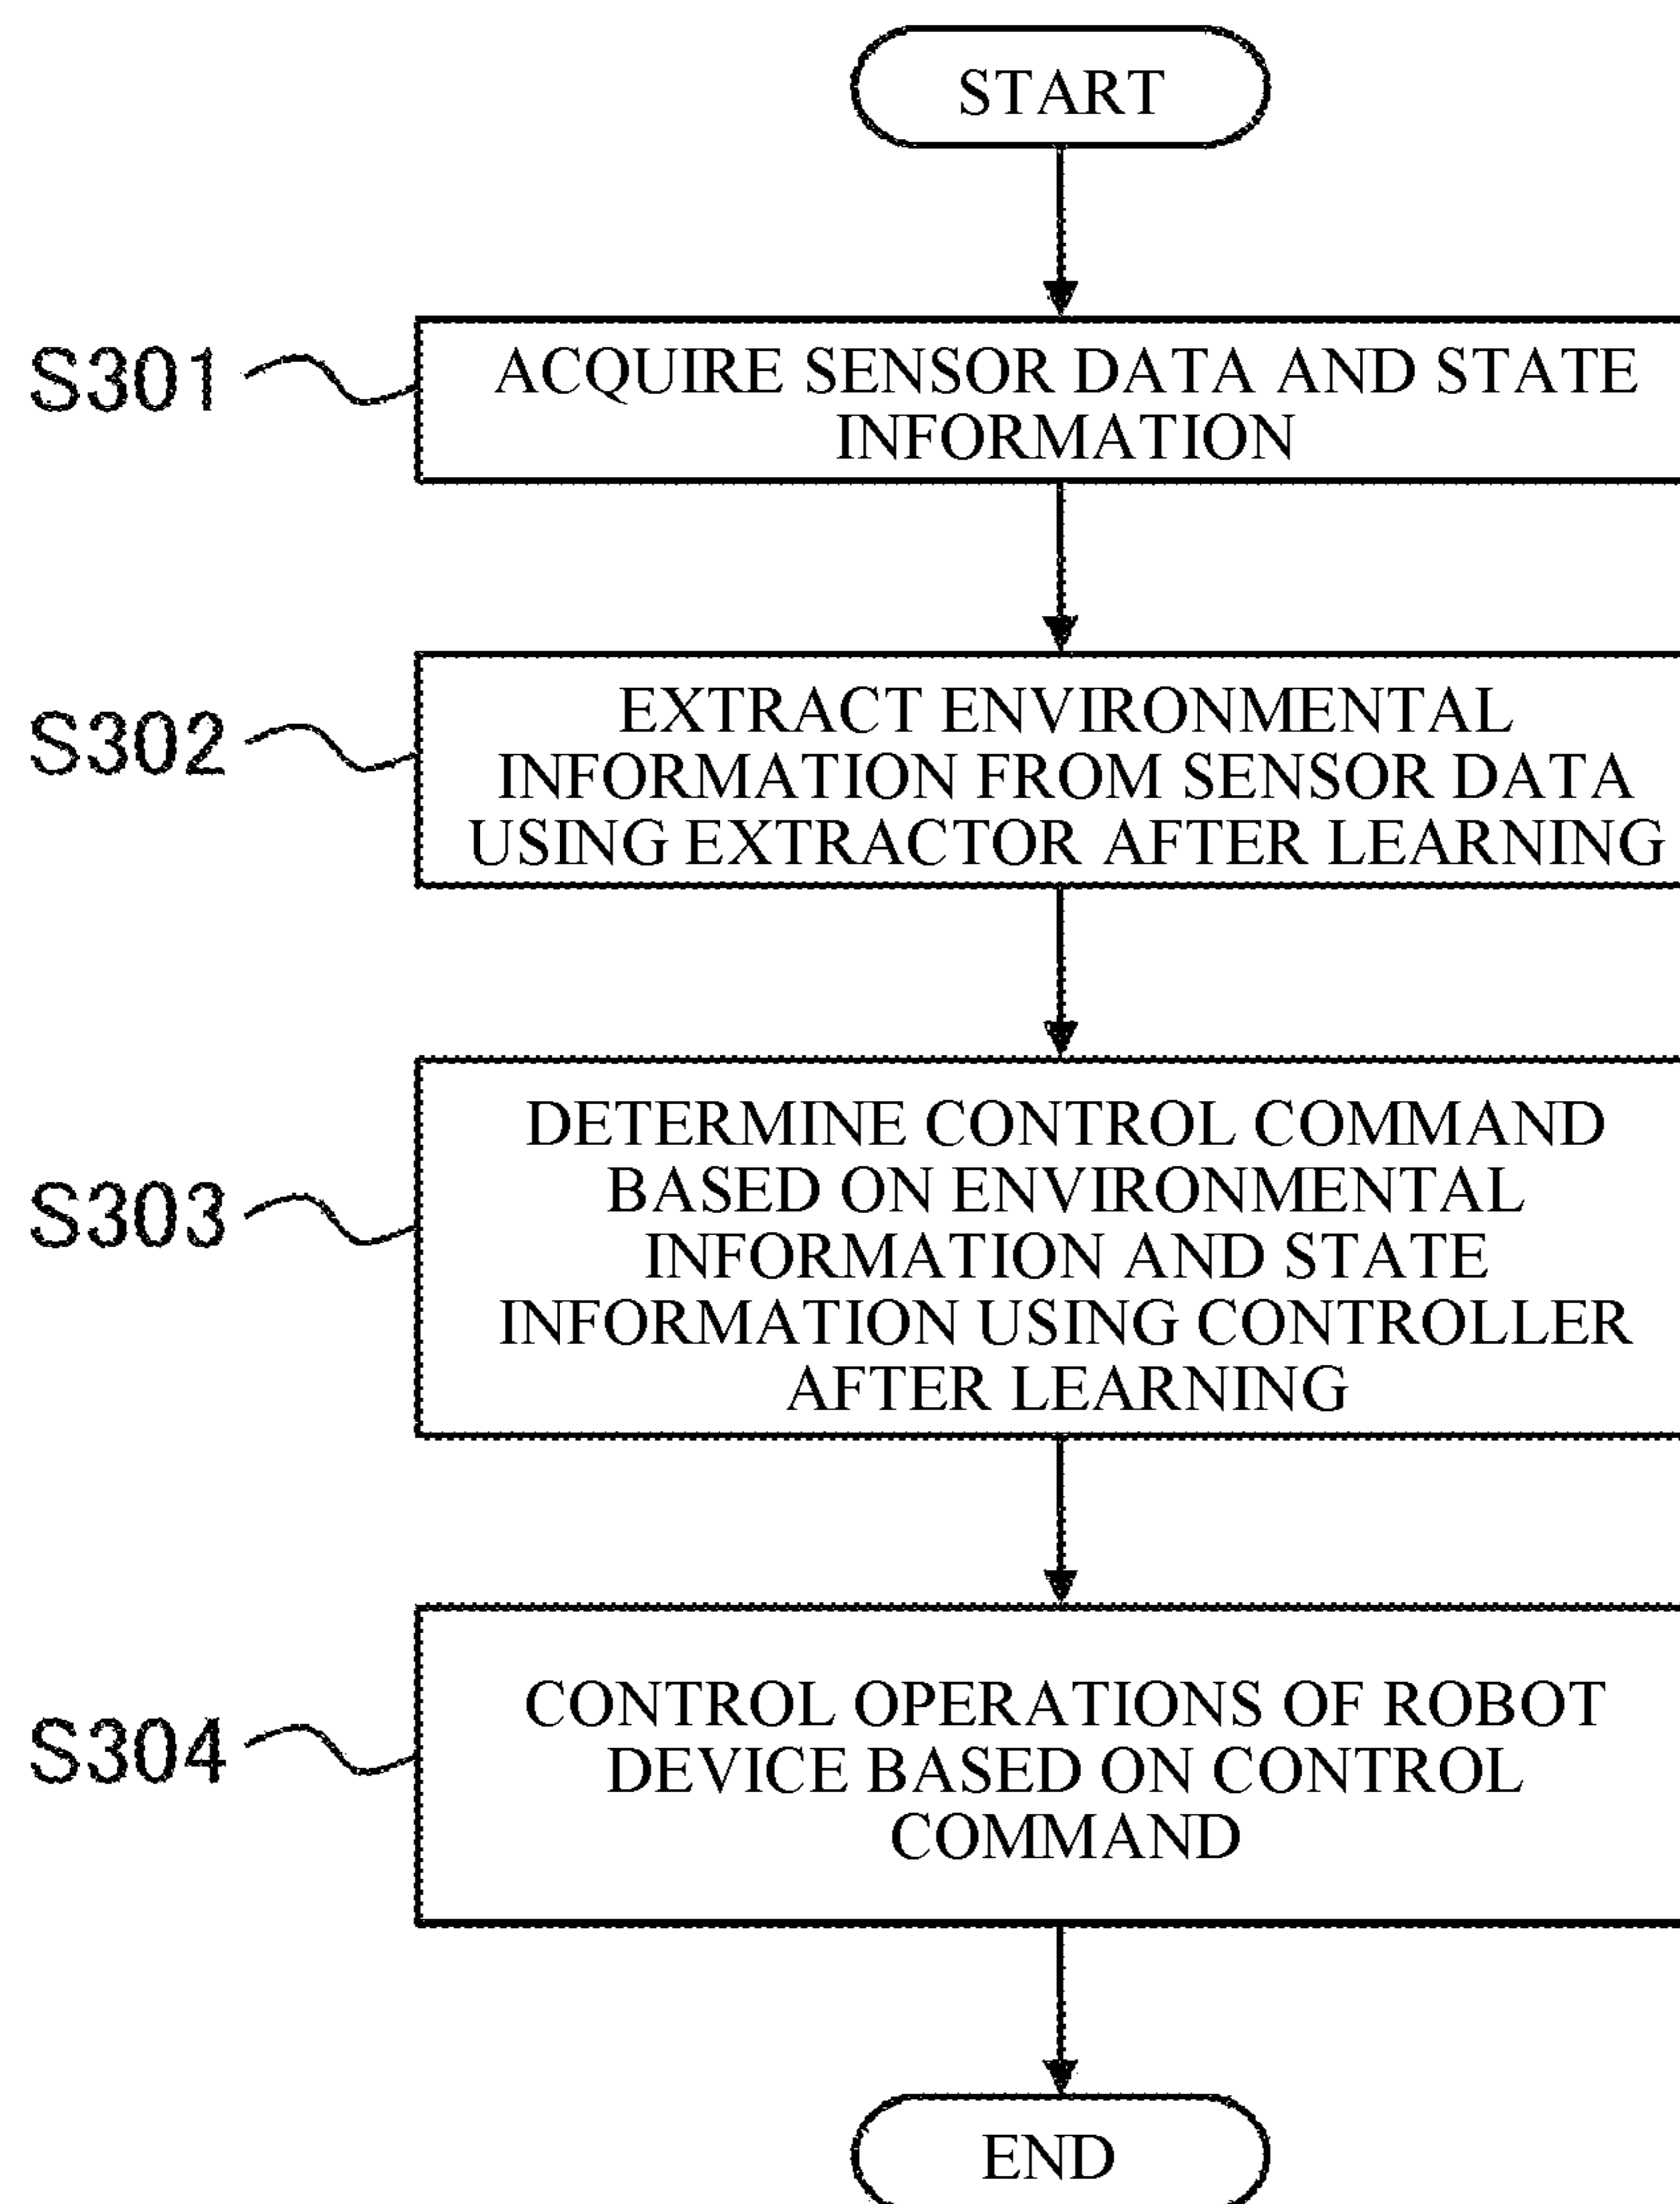 START
S301
ACQUIRE SENSOR DATA AND STATE
INFORMATION
S302
EXTRACT ENVIRONMENTAL
INFORMATION FROM SENSOR DATA
USING EXTRACTOR AFTER LEARNING
S303
DETERMINE CONTROL COMMAND
BASED ON ENVIRONMENTAL
INFORMATION AND STATE
INFORMATION USING CONTROLLER
AFTER LEARNING
S304
CONTROL OPERATIONS OF ROBOT
DEVICE BASED ON CONTROL
COMMAND
END